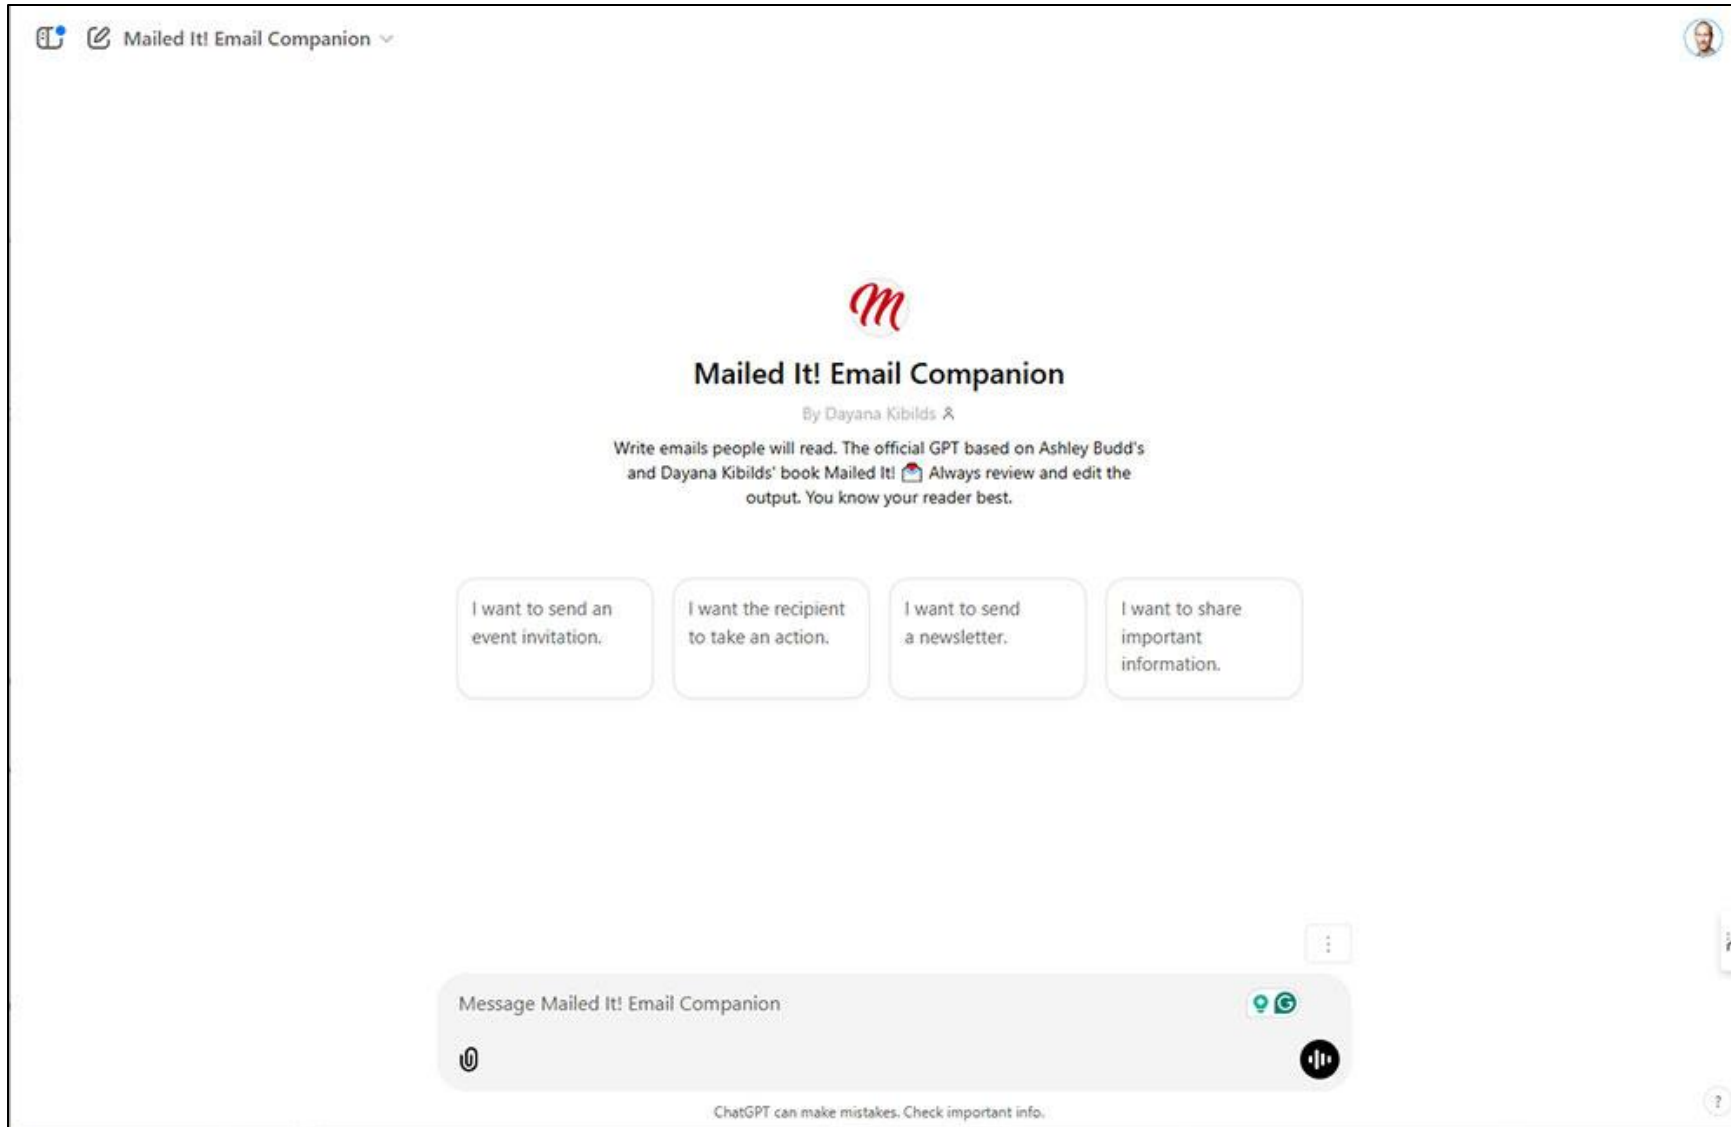 Mailed It! Email Companion
M
Mailed It! Email Companion
By Dayana Kibilds
Write emails people will read. The official GPT based on Ashley Budd's
and Dayana Kibilds' book Mailed It! 📩 Always review and edit the
output. You know your reader best.
I want to send an
event invitation.
I want the recipient
to take an action.
I want to send
a newsletter.
I want to share
important
information.
Message Mailed It! Email Companion
ChatGPT can make mistakes. Check important info.
?